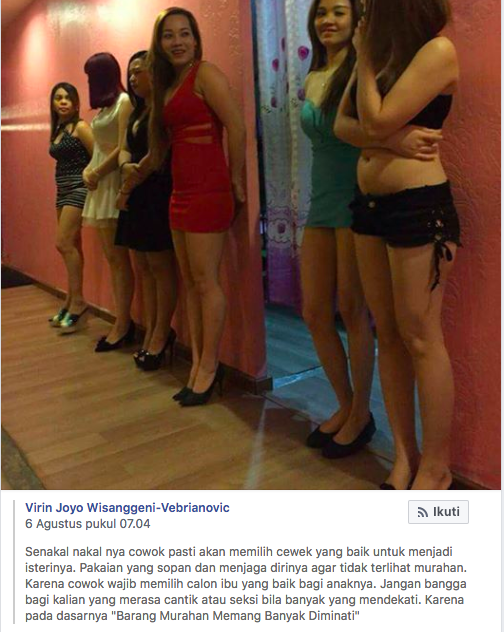 Virin Joyo Wisanggeni-Vebrianovic
Ikuti
6 Agustus pukul 07.04
Senakal nakal nya cowok pasti akan memilih cewek yang baik untuk menjadi
isterinya. Pakaian yang sopan dan menjaga dirinya agar tidak terlihat murahan.
Karena cowok wajib memilih calon ibu yang baik bagi anaknya. Jangan bangga
bagi kalian yang merasa cantik atau seksi bila banyak yang mendekati. Karena
pada dasarnya "Barang Murahan Memang Banyak Diminati"